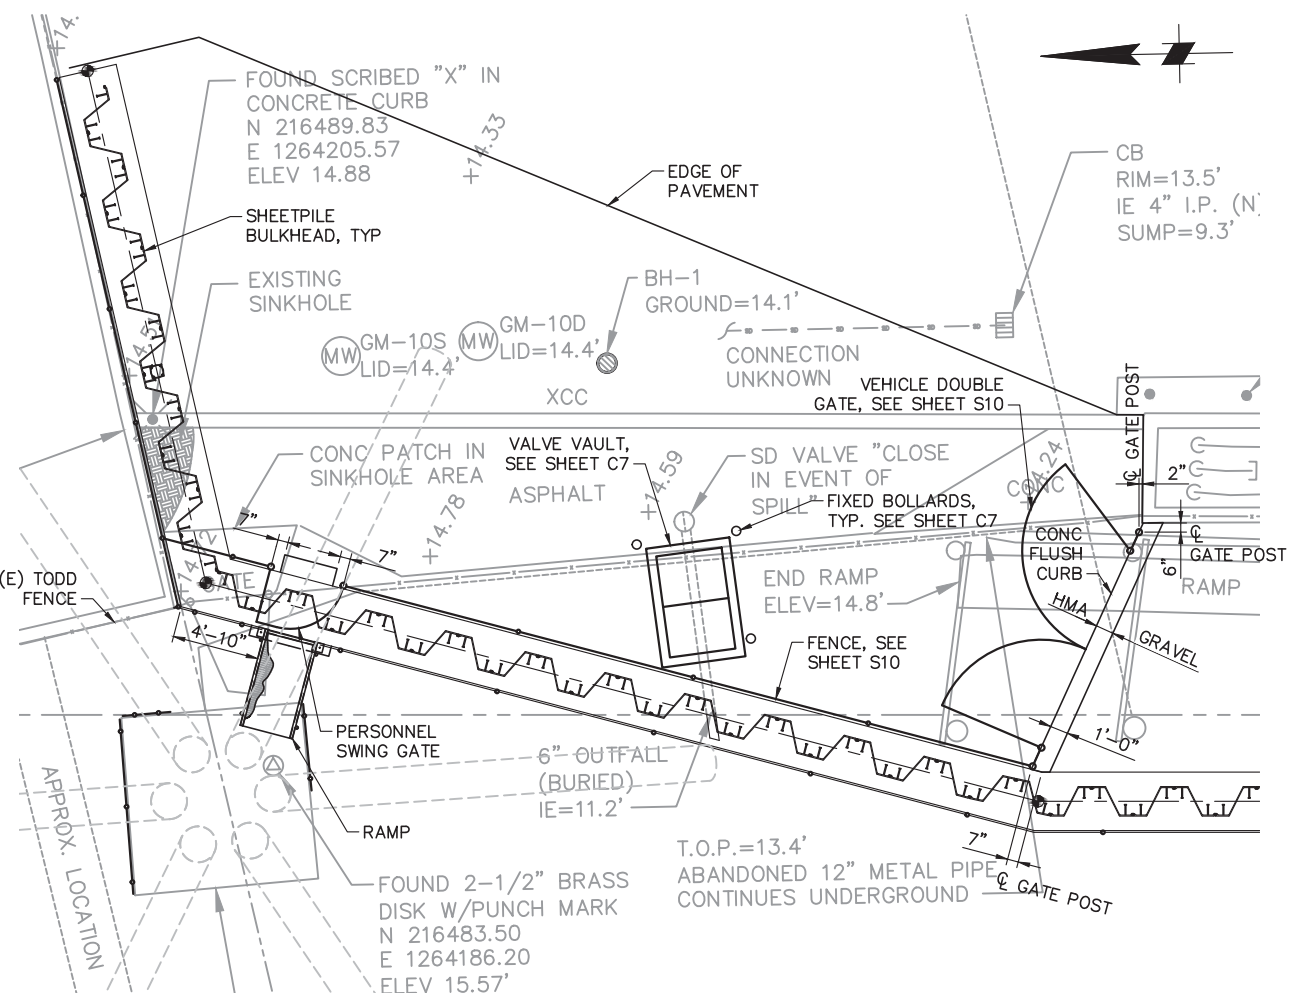 +14.
FOUND SCRIBED "X" IN
CONCRETE CURB
N 216489.83
E 1264205.57
ELEV 14.88
+14.33
EDGE OF
PAVEMENT
CB
RIM=13.5'
IE 4" I.P. (N)
SUMP=9.3'
SHEETPILE
BULKHEAD, TYP
EXISTING
SINKHOLE
BH-1
GROUND=14.1'
MW
GM-10S
LID=14.4'
MW
GM-10D
LID=14.4'
CONNECTION
UNKNOWN
XCC
VEHICLE DOUBLE
GATE, SEE SHEET S10
℄ GATE POST
2"
CONC PATCH IN
SINKHOLE AREA
VALVE VAULT,
SEE SHEET C7
ASPHALT
+14.59
SD VALVE "CLOSE
IN EVENT OF
SPILL"
FIXED BOLLARDS,
TYP. SEE SHEET C7
CONC
+14.78
7"
7"
CONC
FLUSH
CURB
℄
GATE POST
6"
RAMP
(E) TODD
FENCE
END RAMP
ELEV=14.8'
HMA
GRAVEL
4'-10"
FENCE, SEE
SHEET S10
PERSONNEL
SWING GATE
1'-0"
6" OUTFALL
(BURIED)
IE=11.2'
APPROX. LOCATION
RAMP
T.O.P.=13.4'
ABANDONED 12" METAL PIPE
CONTINUES UNDERGROUND
7"
℄ GATE POST
FOUND 2-1/2" BRASS
DISK W/PUNCH MARK
N 216483.50
E 1264186.20
ELEV 15.57'